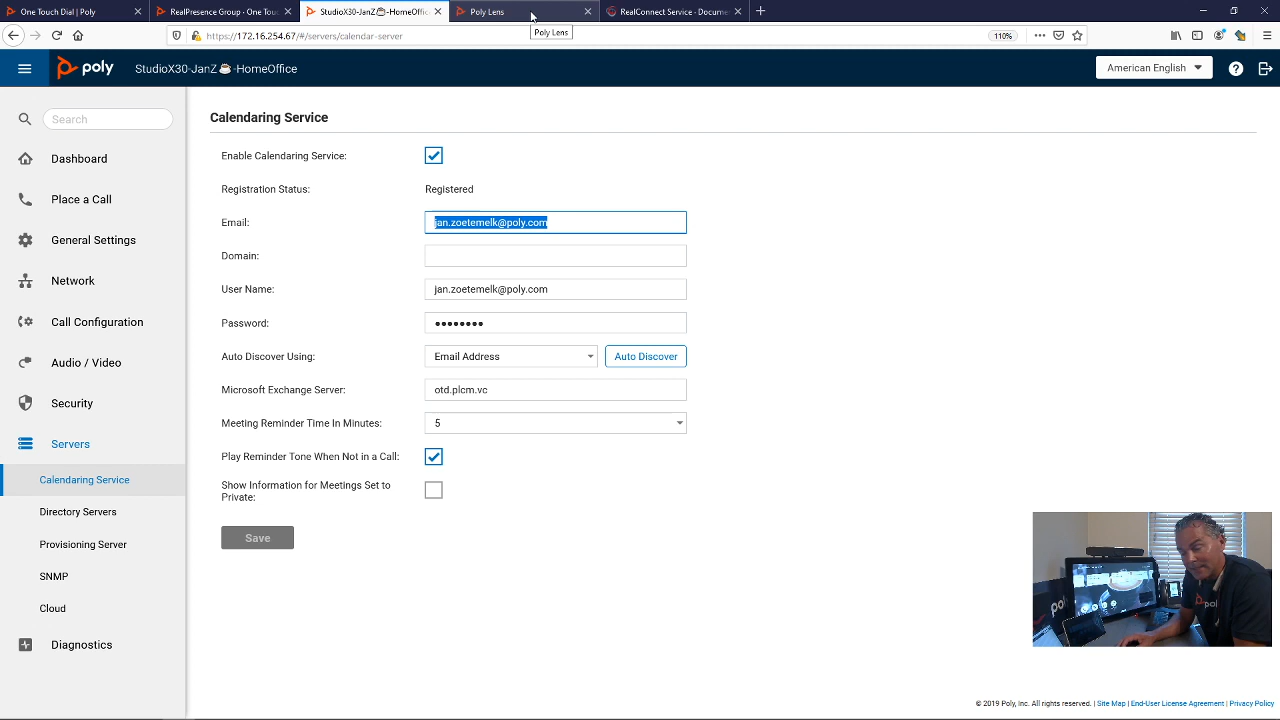 One Touch Dial | Poly
RealPresence Group - One Touc
StudioX30-JanZ☕-HomeOffice
Poly Lens
RealConnect Service - Docume
Poly Lens
https://172.16.254.67/#/servers/calendar-server
110%
poly
StudioX30-JanZ☕-HomeOffice
American English
Search
Dashboard
Place a Call
General Settings
Network
Call Configuration
Audio / Video
Security
Servers
Calendaring Service
Directory Servers
Provisioning Server
SNMP
Cloud
Diagnostics
Calendaring Service
Enable Calendaring Service:
Registration Status: Registered
Email: jan.zoetemelk@poly.com
Domain:
User Name: jan.zoetemelk@poly.com
Password: ●●●●●●●●
Auto Discover Using: Email Address Auto Discover
Microsoft Exchange Server: otd.plcm.vc
Meeting Reminder Time In Minutes: 5
Play Reminder Tone When Not in a Call:
Show Information for Meetings Set to
Private:
Save
poly
poly
© 2019 Poly, Inc. All rights reserved. | Site Map | End-User License Agreement | Privacy Policy